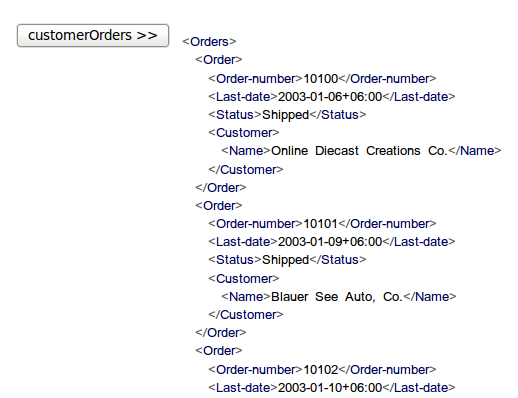 customerOrders >>
<Orders>
<Order>
<Order-number>10100</Order-number>
<Last-date>2003-01-06+06:00</Last-date>
<Status>Shipped</Status>
<Customer>
<Name>Online Diecast Creations Co.</Name>
</Customer>
</Order>
<Order>
<Order-number>10101</Order-number>
<Last-date>2003-01-09+06:00</Last-date>
<Status>Shipped</Status>
<Customer>
<Name>Blauer See Auto, Co.</Name>
</Customer>
</Order>
<Order>
<Order-number>10102</Order-number>
<Last-date>2003-01-10+06:00</Last-date>